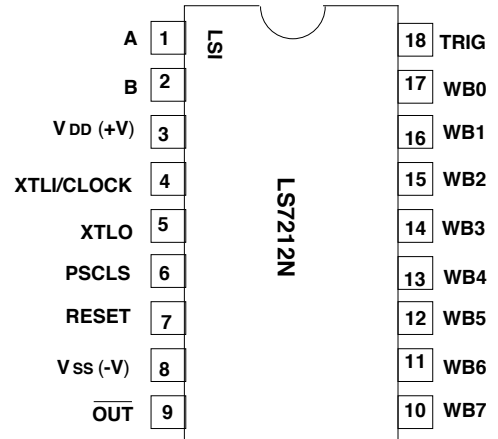 A 1 LSI 18 TRIG
B 2 17 WB0
VDD (+V) 3 16 WB1
XTLI/CLOCK 4 15 WB2
XTLO 5 LS7212N 14 WB3
PSCLS 6 13 WB4
RESET 7 12 WB5
VSS (-V) 8 11 WB6
OUT 9 10 WB7